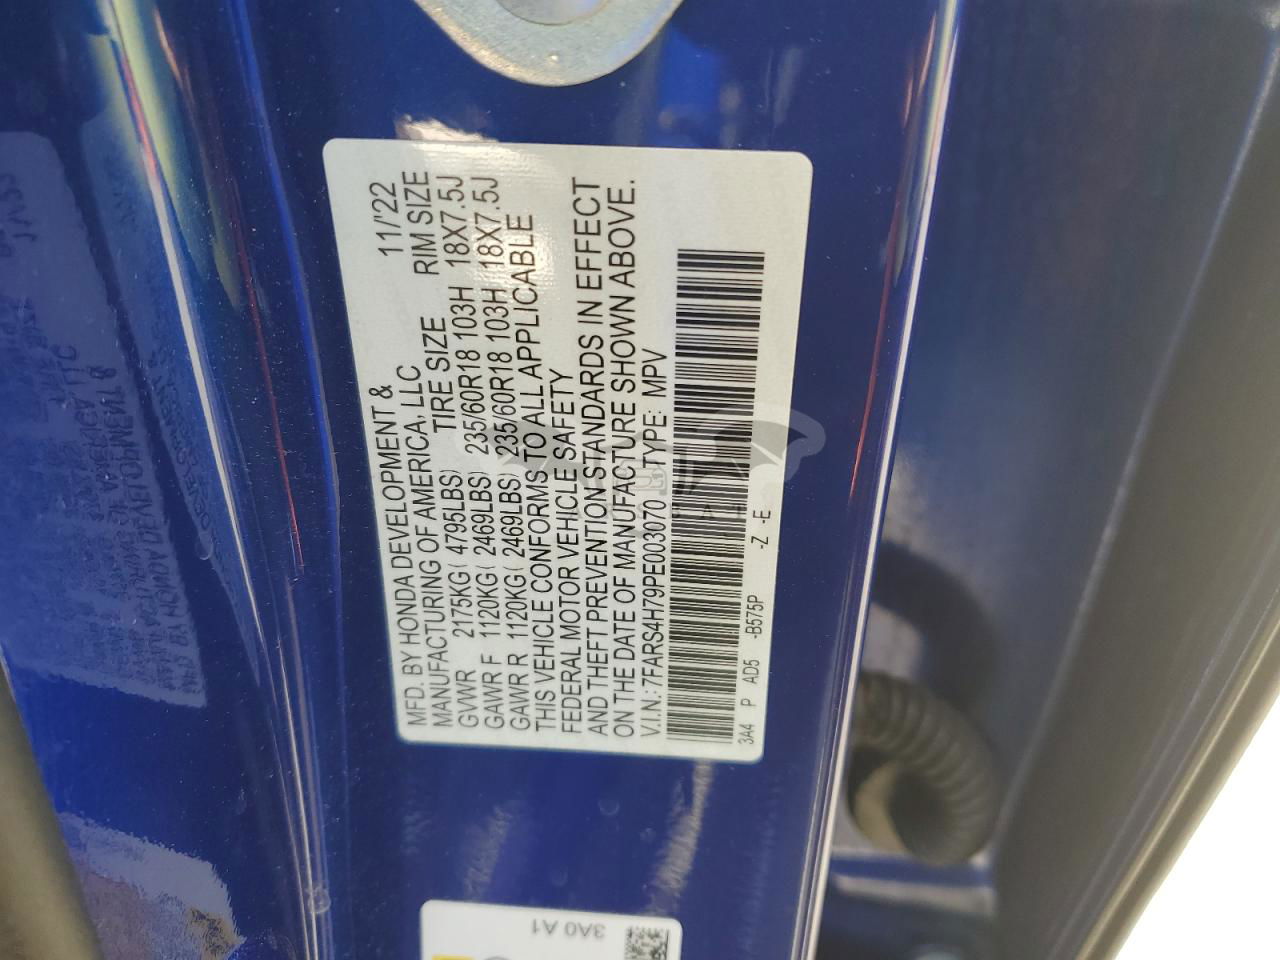 MFD. BY HONDA DEVELOPMENT & 11/'22
MANUFACTURING OF AMERICA, LLC
TIRE SIZE RIM SIZE
GVWR 2175KG( 4795LBS)
GAWR F 1120KG( 2469LBS) 235/60R18 103H 18X7.5J
GAWR R 1120KG( 2469LBS) 235/60R18 103H 18X7.5J
THIS VEHICLE CONFORMS TO ALL APPLICABLE
FEDERAL MOTOR VEHICLE SAFETY
AND THEFT PREVENTION STANDARDS IN EFFECT
ON THE DATE OF MANUFACTURE SHOWN ABOVE.
V.I.N.: 7FARS4H79PE003070 TYPE: MPV
3A4 P AD5 -B575P -Z -E
3A0 A1